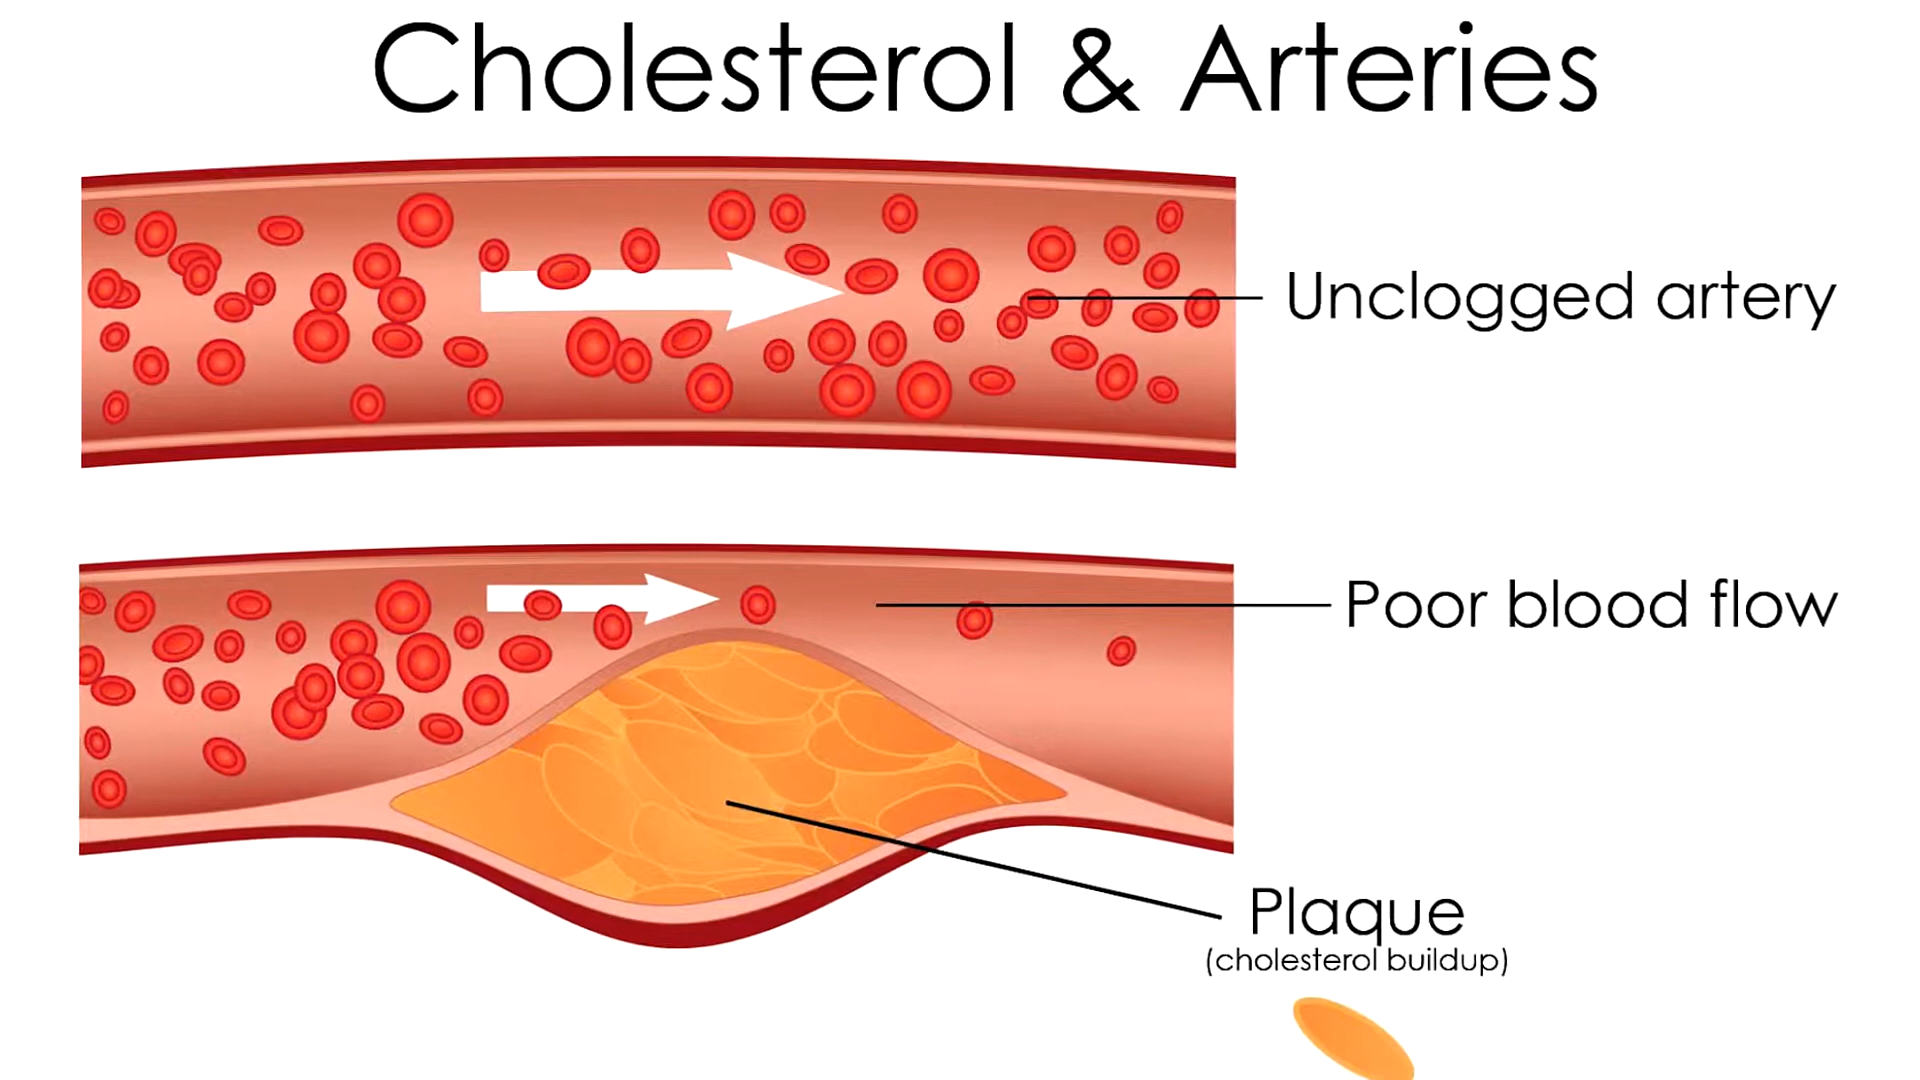 Cholesterol & Arteries
Unclogged artery
Poor blood flow
Plaque
(cholesterol buildup)